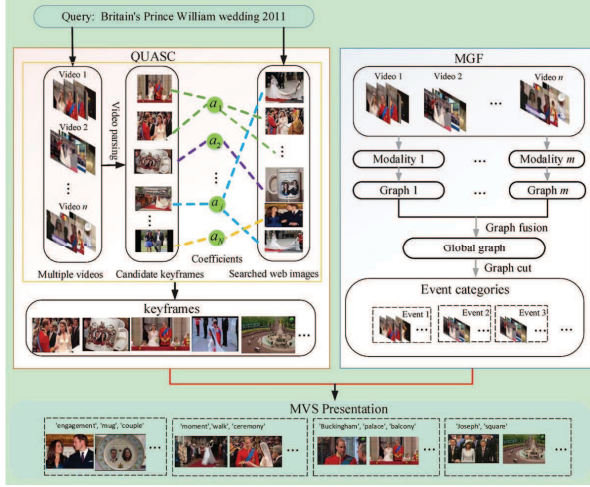 Query: Britain's Prince William wedding 2011
QUASC
Video 1
Video 2
...
Video n
Multiple videos
Video parsing
...
Candidate keyframes
a
a2
...
a
aN
Coefficients
...
Searched web images
keyframes
...
MGF
Video 1
Video 2
...
Video n
Modality 1
...
Modality m
Graph 1
...
Graph m
Graph fusion
Global graph
Graph cut
Event categories
Event 1
...
Event 2
...
Event 3
...
MVS Presentation
'engagement', 'mug', 'couple'
...
'moment','walk', 'ceremony'
...
'Buckingham', 'palace', 'balcony'
...
'Joseph', 'square'
...